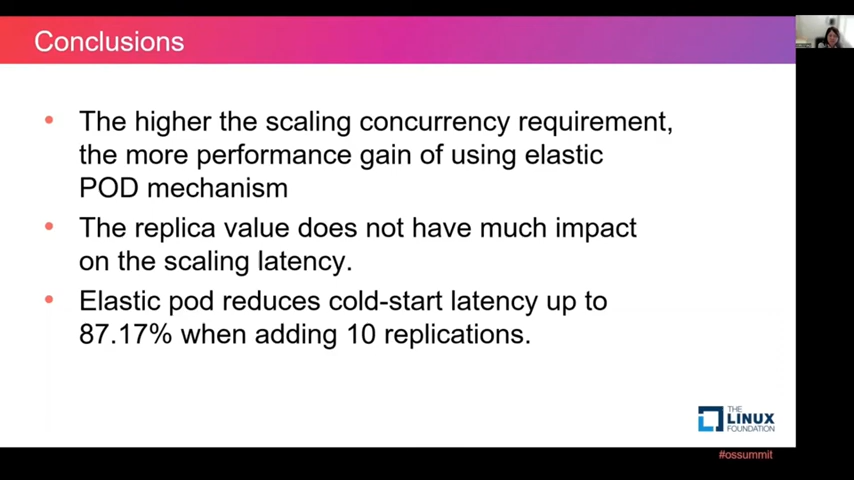 Conclusions
The higher the scaling concurrency requirement,
the more performance gain of using elastic
POD mechanism
The replica value does not have much impact
on the scaling latency.
Elastic pod reduces cold-start latency up to
87.17% when adding 10 replications.
THE
LINUX
FOUNDATION
#ossummit